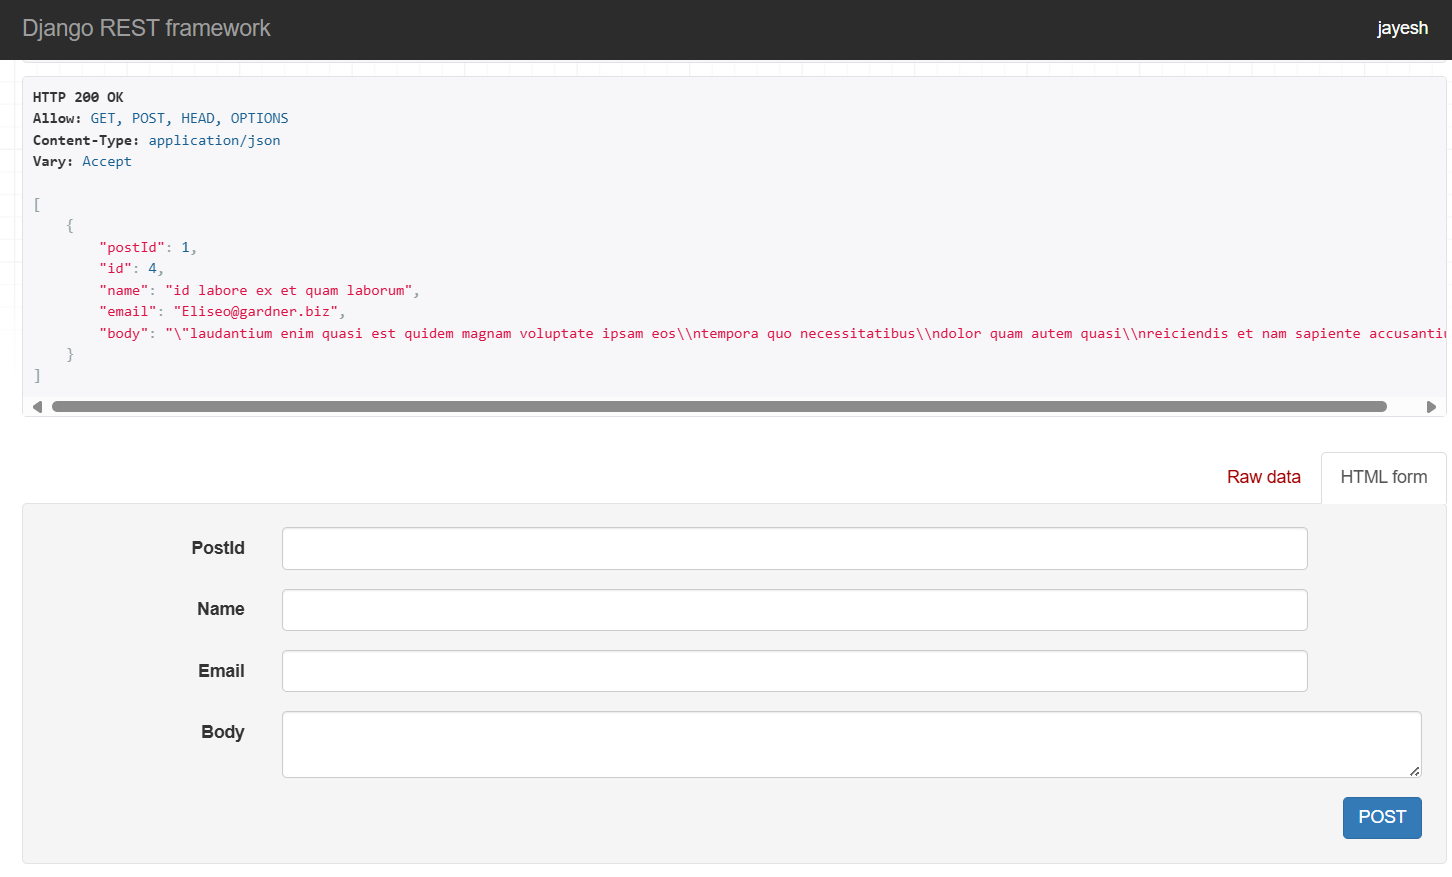 Django REST framework
jayesh
HTTP 200 OK
Allow: GET, POST, HEAD, OPTIONS
Content-Type: application/json
Vary: Accept
[
{
"postId": 1,
"id": 4,
"name": "id labore ex et quam laborum",
"email": "Eliseo@gardner.biz",
"body": "\"laudantium enim quasi est quidem magnam voluptate ipsam eos\\ntempora quo necessitatibus\\ndolor quam autem quasi\\nreiciendis et nam sapiente
}
]
Raw data
HTML form
PostId
Name
Email
Body
POST